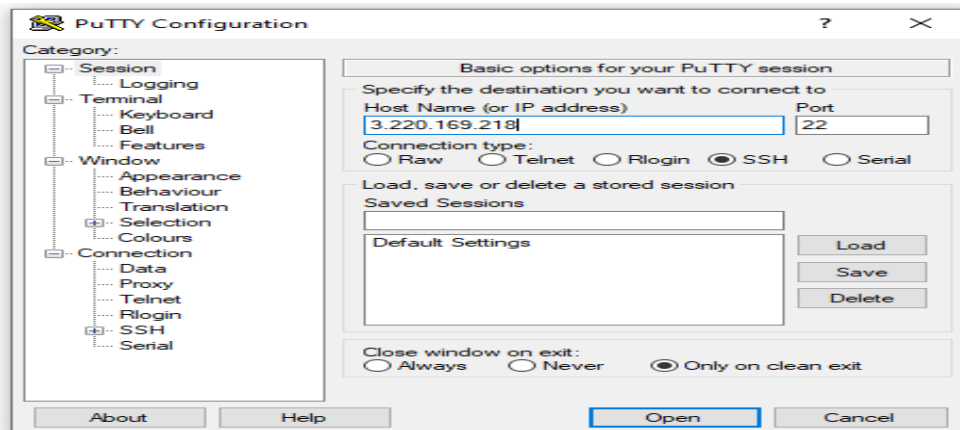 PuTTY Configuration
?
Category:
Session
Logging
Terminal
Keyboard
Bell
Features
Window
Appearance
Behaviour
Translation
Selection
Colours
Connection
Data
Proxy
Telnet
Rlogin
SSH
Serial
Basic options for your PuTTY session
Specify the destination you want to connect to
Host Name (or IP address) Port
3.220.169.218 22
Connection type:
Raw Telnet Rlogin SSH Serial
Load, save or delete a stored session
Saved Sessions
Default Settings
Load
Save
Delete
Close window on exit:
Always Never Only on clean exit
About Help Open Cancel